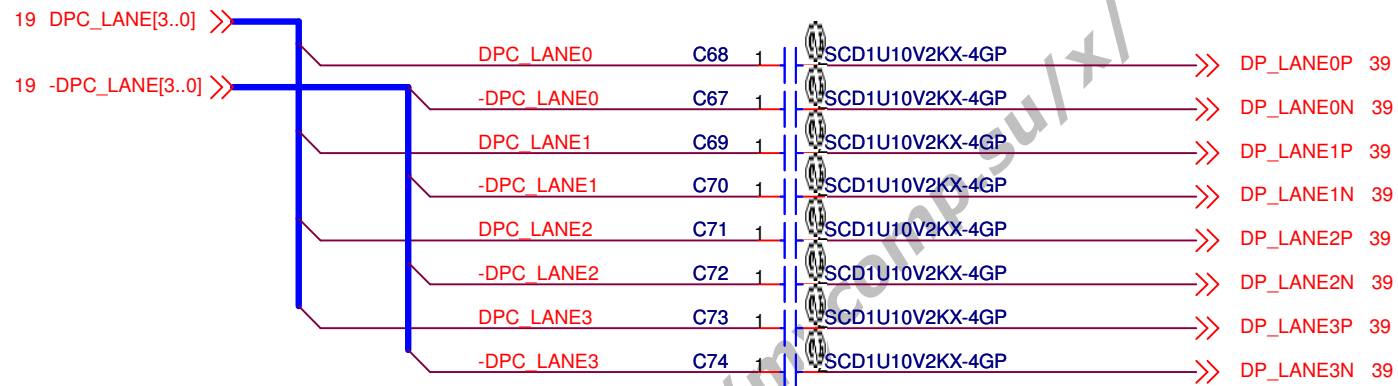 19 DPC_LANE[3..0]
DPC_LANE0 C68 1 SCD1U10V2KX-4GP DP_LANE0P 39
19 -DPC_LANE[3..0]
-DPC_LANE0 C67 1 SCD1U10V2KX-4GP DP_LANE0N 39
DPC_LANE1 C69 1 SCD1U10V2KX-4GP DP_LANE1P 39
-DPC_LANE1 C70 1 SCD1U10V2KX-4GP DP_LANE1N 39
DPC_LANE2 C71 1 SCD1U10V2KX-4GP DP_LANE2P 39
-DPC_LANE2 C72 1 SCD1U10V2KX-4GP DP_LANE2N 39
DPC_LANE3 C73 1 SCD1U10V2KX-4GP DP_LANE3P 39
-DPC_LANE3 C74 1 SCD1U10V2KX-4GP DP_LANE3N 39
comp.su/x/